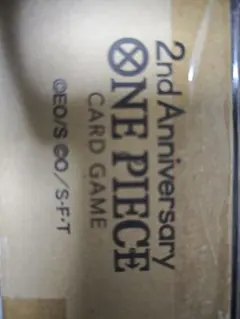 2nd Anniversary
ONE PIECE
CARD GAME
©EO/S ©O/S・F・T